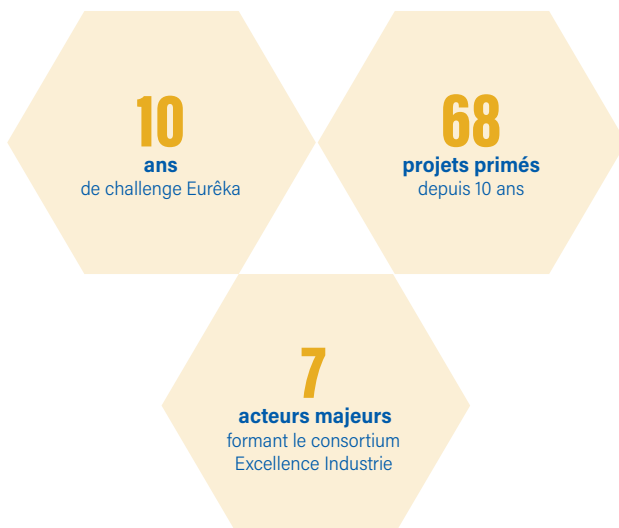 10
ans
de challenge Eurêka
68
projets primés
depuis 10 ans
7
acteurs majeurs
formant le consortium
Excellence Industrie